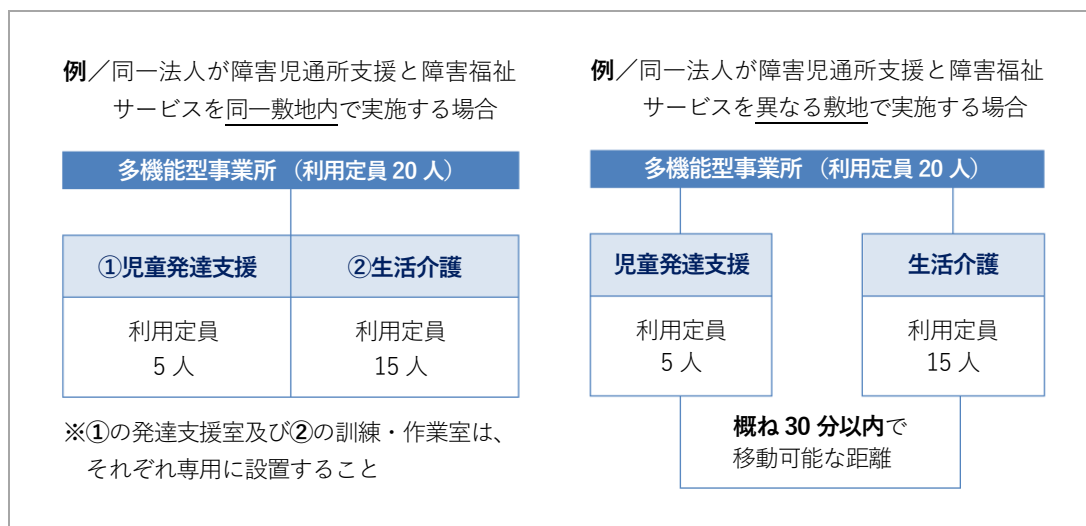 例／同一法人が障害児通所支援と障害福祉
サービスを同一敷地内で実施する場合
多機能型事業所 （利用定員 20 人）
①児童発達支援
②生活介護
利用定員
5 人
利用定員
15 人
※①の発達支援室及び②の訓練・作業室は、
それぞれ専用に設置すること
例／同一法人が障害児通所支援と障害福祉
サービスを異なる敷地で実施する場合
多機能型事業所 （利用定員 20 人）
児童発達支援
生活介護
利用定員
5 人
利用定員
15 人
概ね 30 分以内で
移動可能な距離